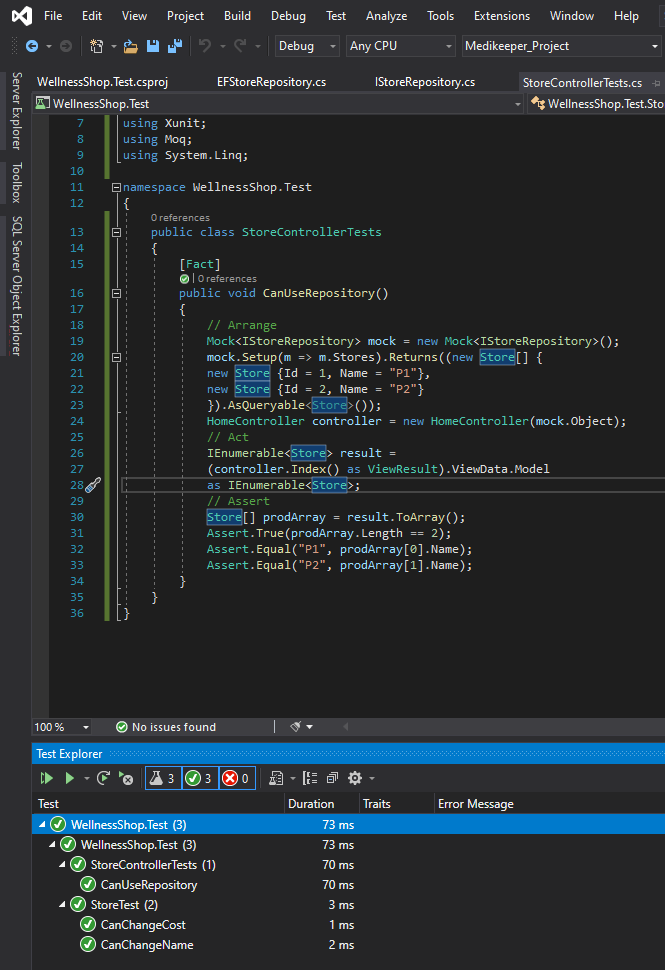 File Edit View Project Build Debug Test Analyze Tools Extensions Window Help
Debug Any CPU Medikeeper_Project
WellnessShop.Test.csproj EFStoreRepository.cs IStoreRepository.cs StoreControllerTests.cs
Server Explorer
Toolbox
SQL Server Object Explorer
WellnessShop.Test WellnessShop.Test.Sto
7 using Xunit;
8 using Moq;
9 using System.Linq;
10
11 namespace WellnessShop.Test
12 {
0 references
13 public class StoreControllerTests
14 {
15 [Fact]
0 references
16 public void CanUseRepository()
17 {
18 // Arrange
19 Mock<IStoreRepository> mock = new Mock<IStoreRepository>();
20 mock.Setup(m => m.Stores).Returns((new Store[] {
21 new Store {Id = 1, Name = "P1"},
22 new Store {Id = 2, Name = "P2"}
23 }).AsQueryable<Store>());
24 HomeController controller = new HomeController(mock.Object);
25 // Act
26 IEnumerable<Store> result =
27 (controller.Index() as ViewResult).ViewData.Model
28 as IEnumerable<Store>;
29 // Assert
30 Store[] prodArray = result.ToArray();
31 Assert.True(prodArray.Length == 2);
32 Assert.Equal("P1", prodArray[0].Name);
33 Assert.Equal("P2", prodArray[1].Name);
34 }
35 }
36 }
100 % No issues found
Test Explorer
3 3 0
Test Duration Traits Error Message
WellnessShop.Test (3) 73 ms
WellnessShop.Test (3) 73 ms
StoreControllerTests (1) 70 ms
CanUseRepository 70 ms
StoreTest (2) 3 ms
CanChangeCost 1 ms
CanChangeName 2 ms